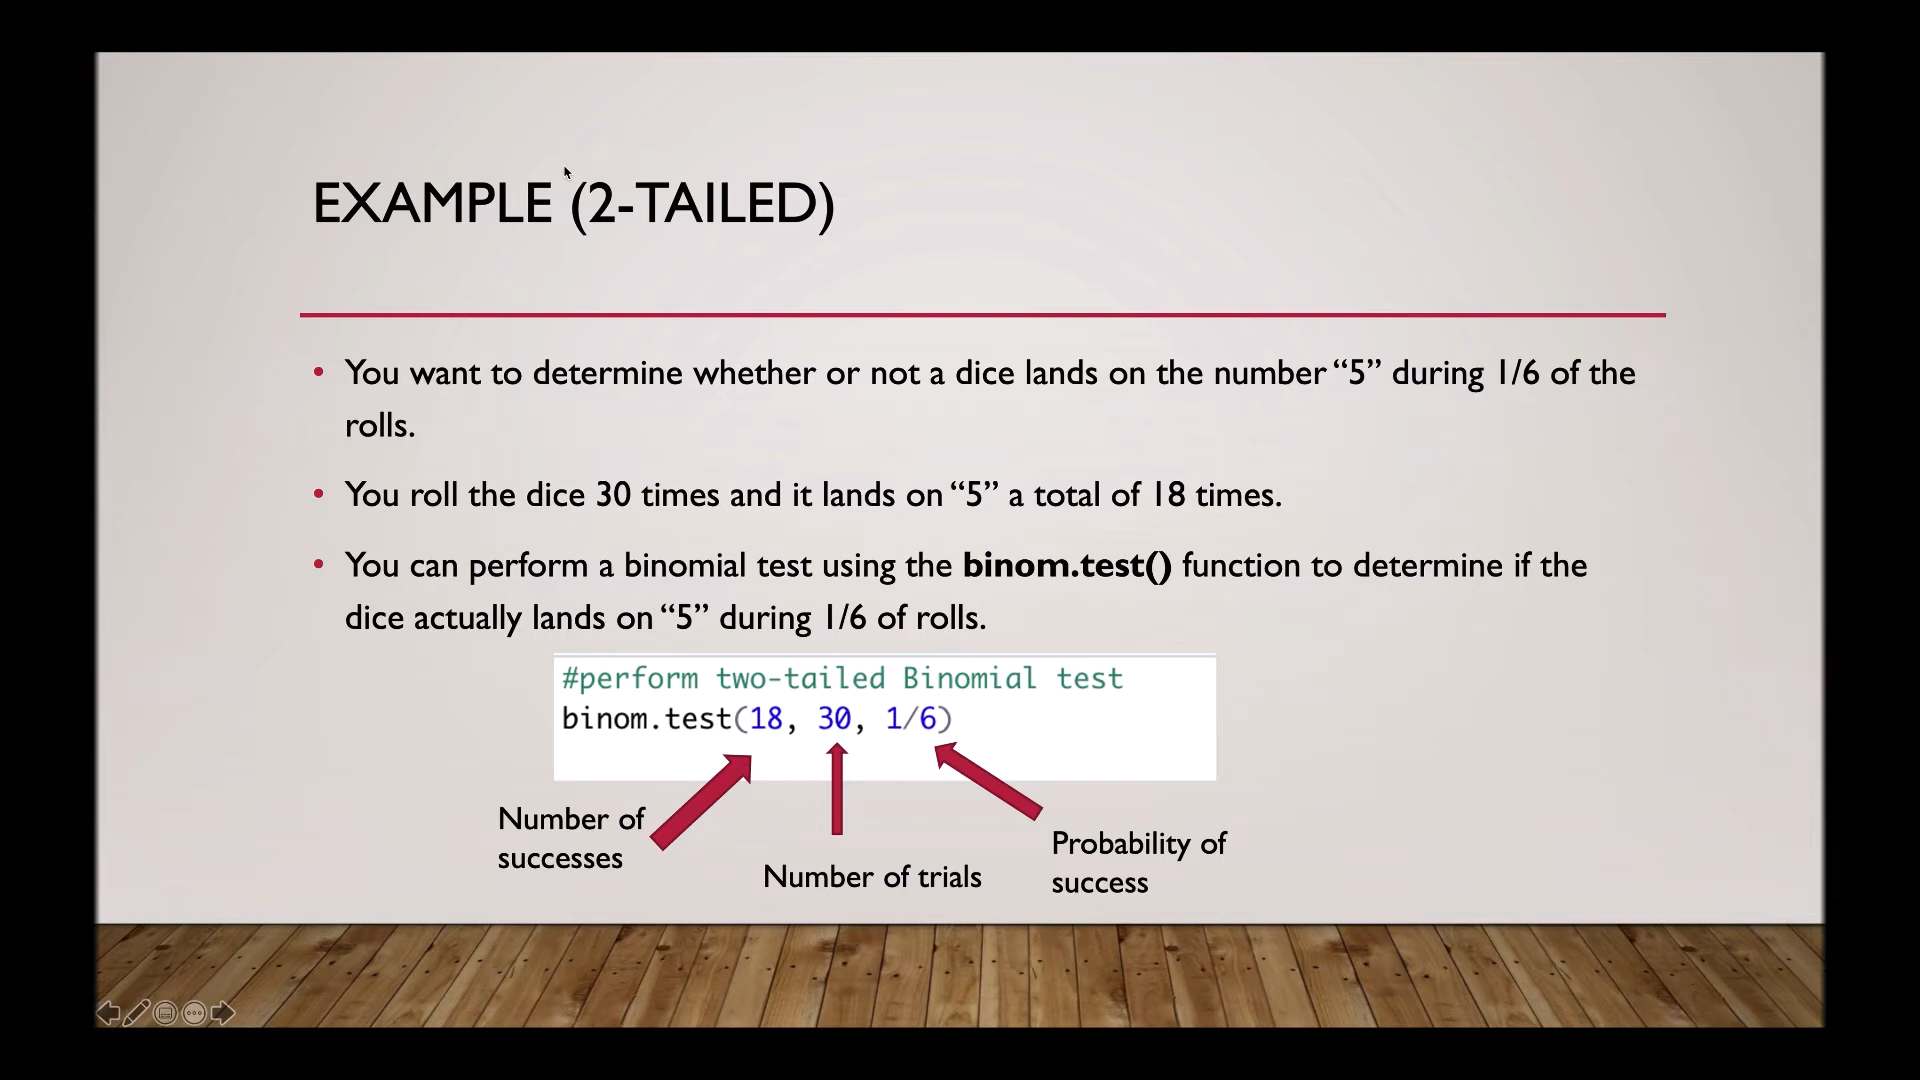 EXAMPLE (2-TAILED)
• You want to determine whether or not a dice lands on the number “5” during 1/6 of the
rolls.
• You roll the dice 30 times and it lands on “5” a total of 18 times.
• You can perform a binomial test using the binom.test() function to determine if the
dice actually lands on “5” during 1/6 of rolls.
#perform two-tailed Binomial test
binom.test(18, 30, 1/6)
Number of
successes
Number of trials
Probability of
success